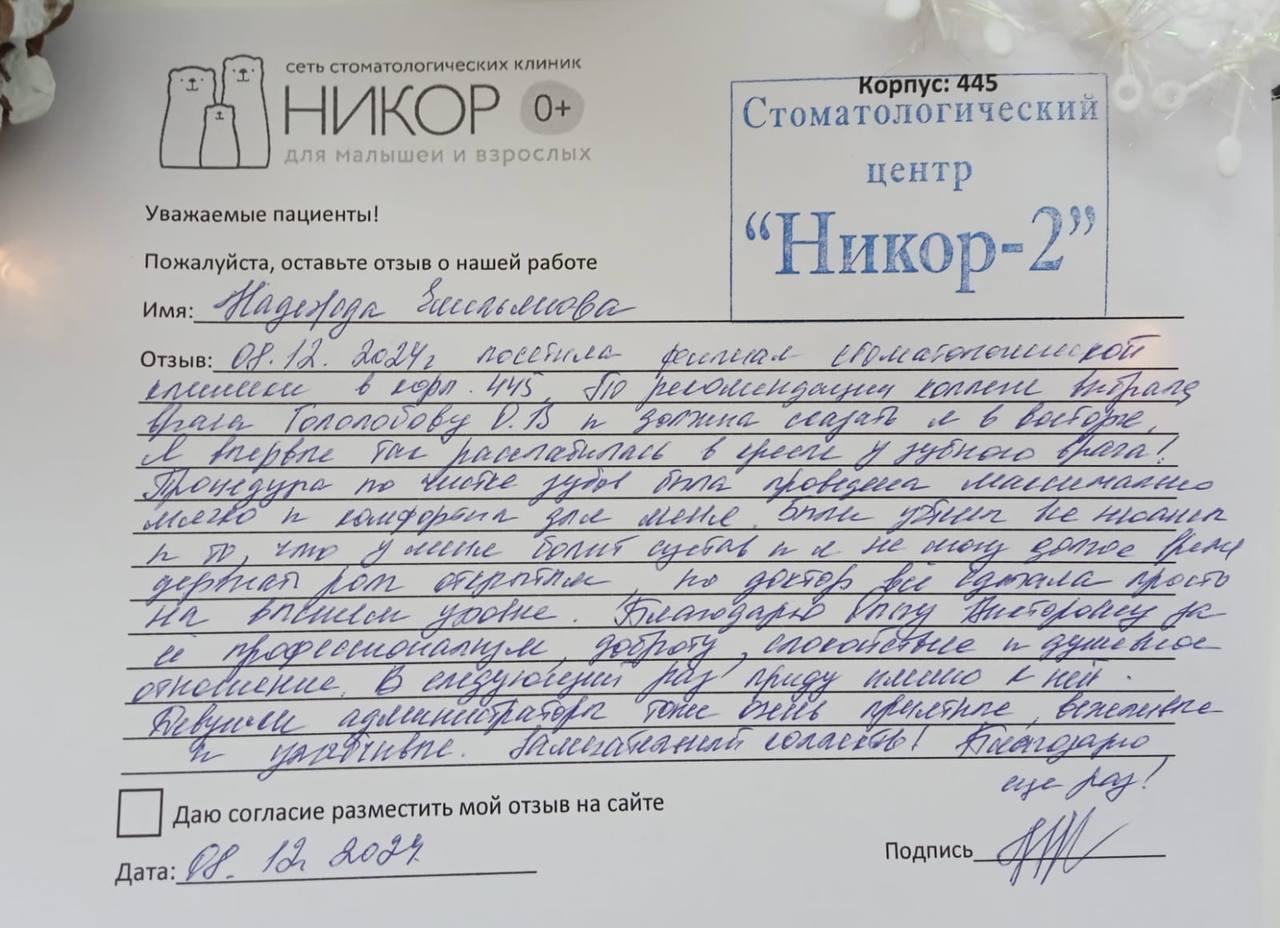 сеть стоматологических клиник
НИКОР 0+
для малышей и взрослых
Корпус: 445
Стоматологический
центр
“Никор-2”
Уважаемые пациенты!
Пожалуйста, оставьте отзыв о нашей работе
Имя: Надежда Емельянова
Отзыв: 08.12.2024г посетила филиал стоматологической
клиники в корп. 445. По рекомендации коллеги выбрала
врача Гололобову О.В и должна сказать я в восторге.
Я впервые так расслабилась в кресле у зубного врача!
Процедура по чистке зубов была проведена максимально
мягко и комфортно для меня. Были учтены все нюансы
и то, что у меня болит сустав и я не могу долгое время
держать рот открытым, но доктор всё сделала просто
на высшем уровне. Благодарю Викторовну за
её профессионализм, доброту, спокойствие и душевное
отношение. В следующий раз приду именно к ней.
Девушки администраторы тоже очень приятные, вежливые
и улыбчивые. Замечательный! Благодарю
еще раз!
Даю согласие разместить мой отзыв на сайте
Дата: 08.12.2024
Подпись